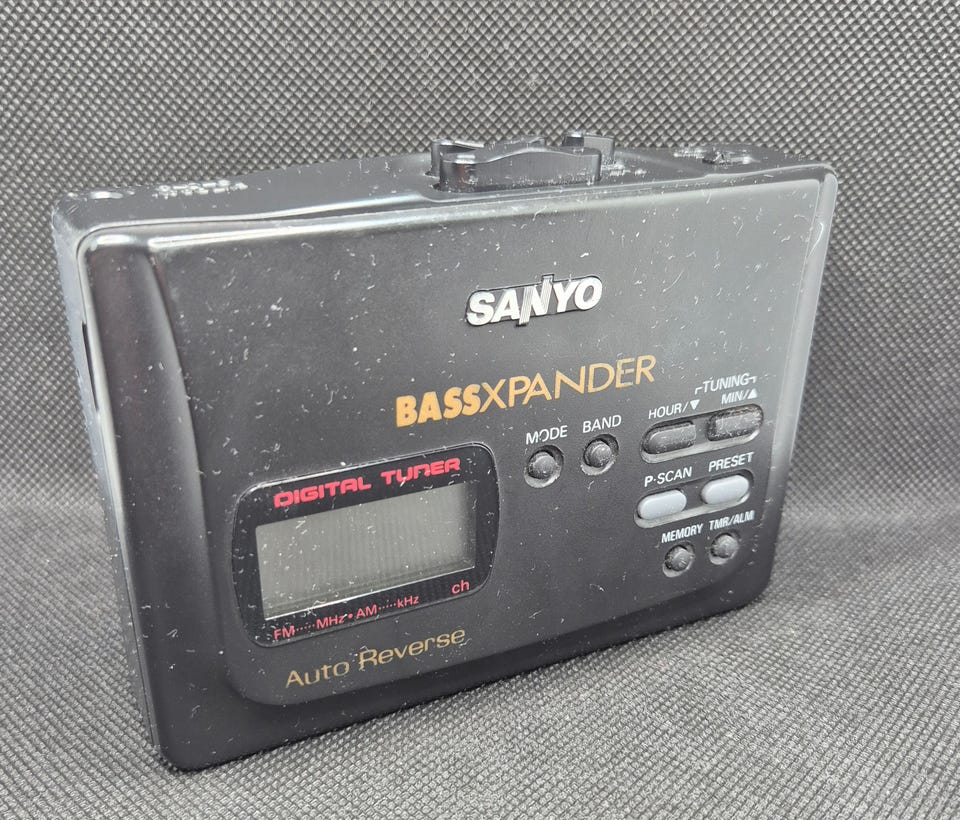 SANYO
BASSXPANDER
TUNING
MODE BAND HOUR/▼ MIN/▲
P·SCAN PRESET
MEMORY TMR/ALM
DIGITAL TUNER
ch
FM·····MHz•AM·····kHz
Auto Reverse